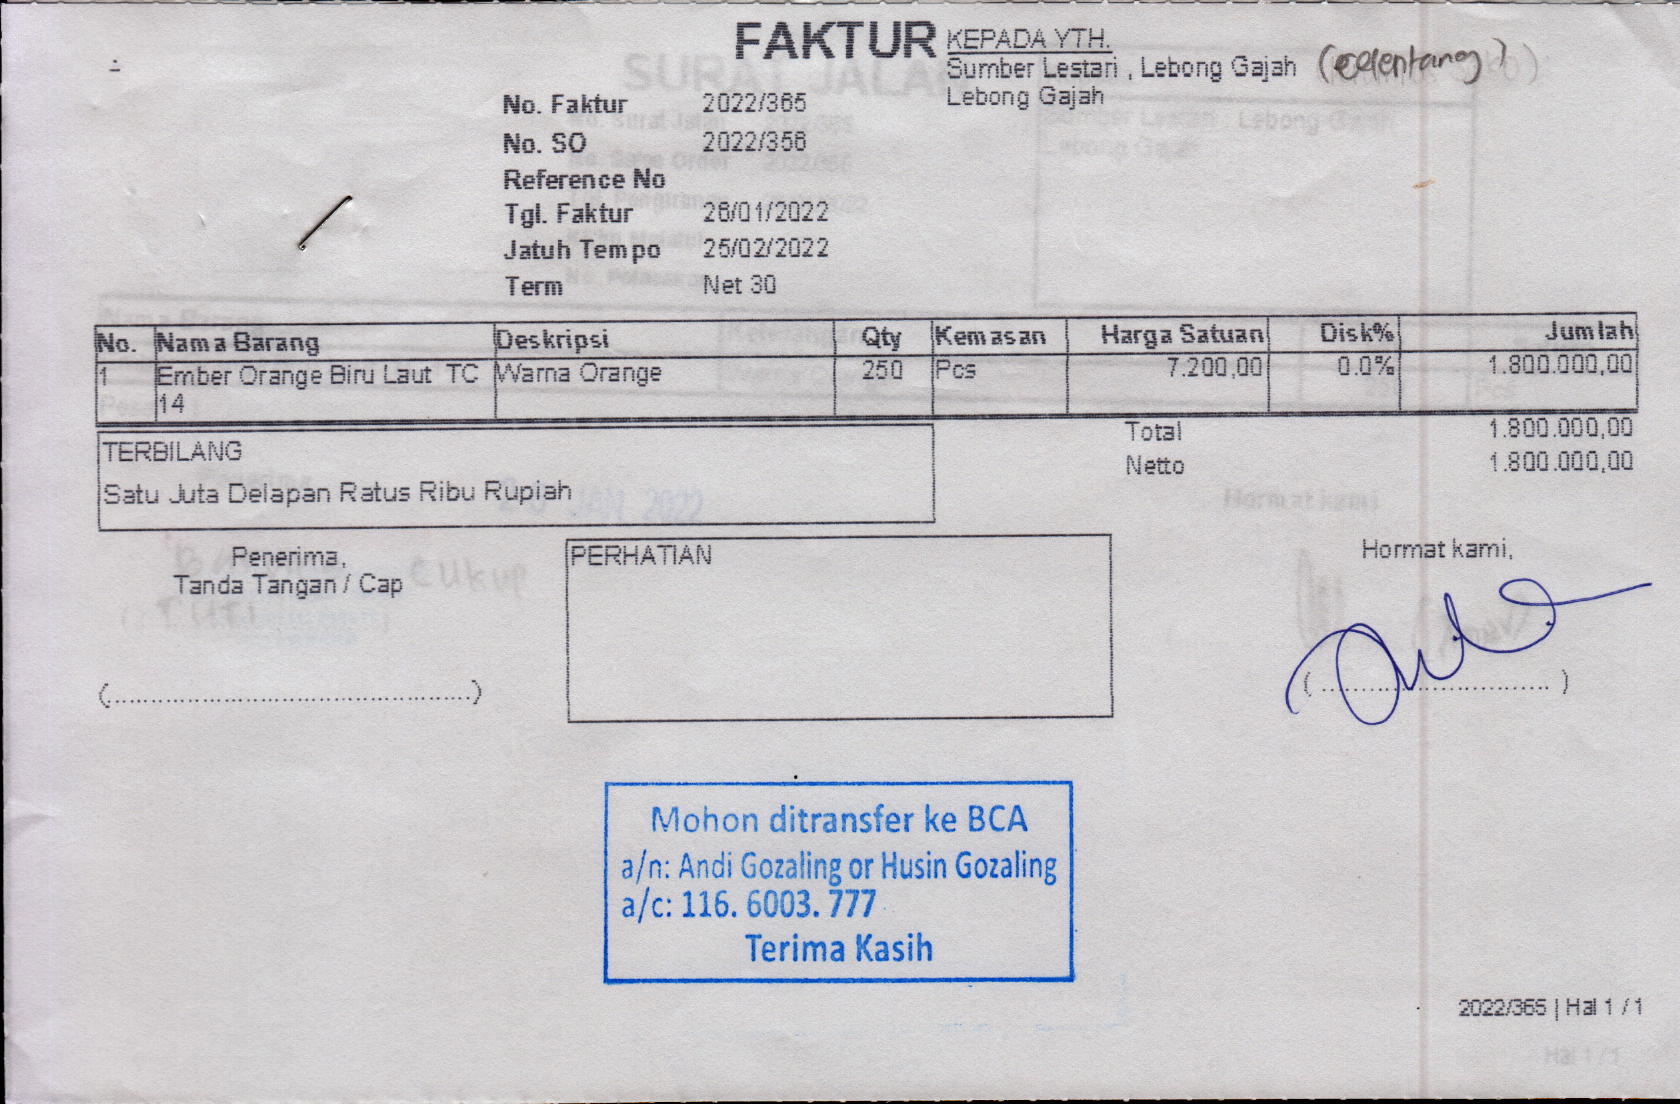 FAKTUR
KEPADA YTH.
Sumber Lestari , Lebong Gajah (celentang)
Lebong Gajah
No. Faktur 2022/365
No. SO 2022/356
Reference No
Tgl. Faktur 26/01/2022
Jatuh Tempo 25/02/2022
Term Net 30
No. Nama Barang Deskripsi Qty Kemasan Harga Satuan Disk% Jumlah
1 Ember Orange Biru Laut TC Warna Orange 250 Pcs 7.200,00 0.0% 1.800.000,00
14
Total 1.800.000,00
Netto 1.800.000,00
TERBILANG
Satu Juta Delapan Ratus Ribu Rupiah
Penerima,
Tanda Tangan / Cap
(................................................)
PERHATIAN
Hormat kami,
( .............................. )
Mohon ditransfer ke BCA
a/n: Andi Gozaling or Husin Gozaling
a/c: 116. 6003. 777
Terima Kasih
2022/365 | Hal 1 / 1